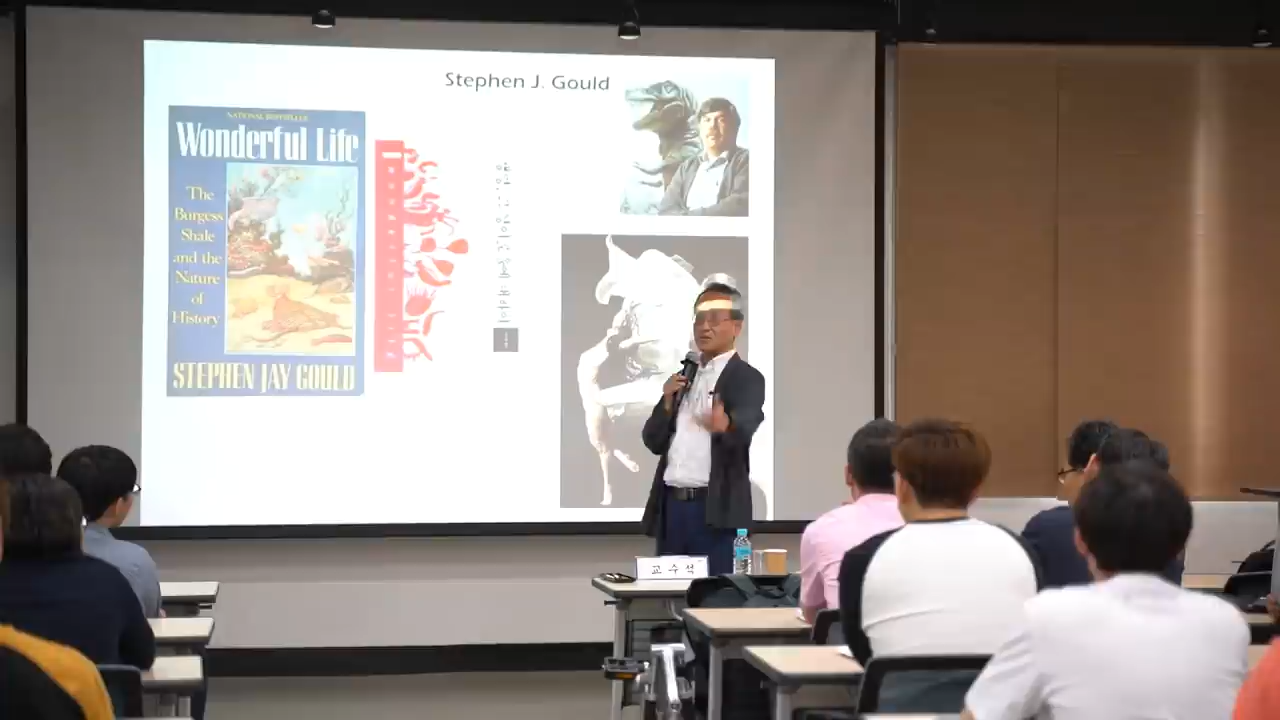 Stephen J. Gould
NATIONAL BESTSELLER
Wonderful Life
The
Burgess
Shale
and the
Nature
of
History
STEPHEN JAY GOULD
교 수 석